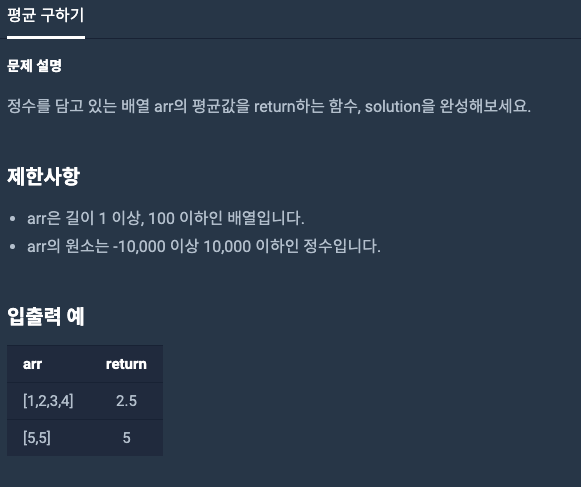 평균 구하기
문제 설명
정수를 담고 있는 배열 arr의 평균값을 return하는 함수, solution을 완성해보세요.
제한사항
• arr은 길이 1 이상, 100 이하인 배열입니다.
• arr의 원소는 -10,000 이상 10,000 이하인 정수입니다.
입출력 예
arr return
[1,2,3,4] 2.5
[5,5] 5